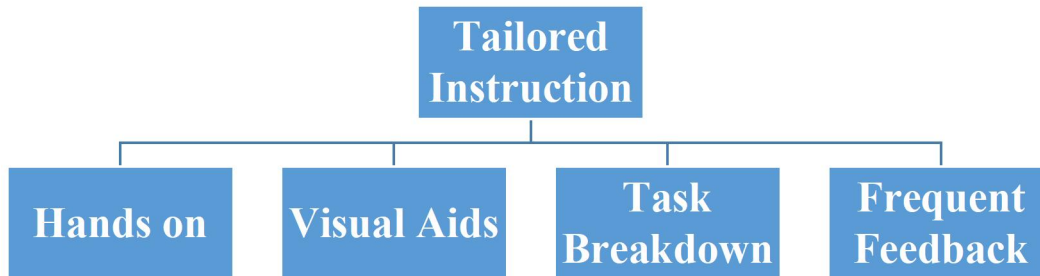 Tailored
Instruction
Hands on
Visual Aids
Task
Breakdown
Frequent
Feedback